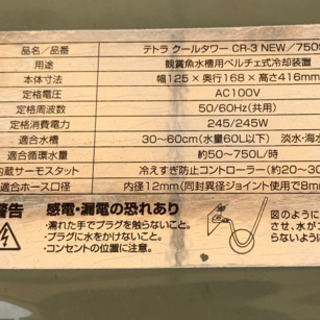 品名／品番 テトラ クールタワー CR-3 NEW／750
用途 観賞魚水槽用ペルチェ式冷却装置
本体寸法 幅125×奥行168×高さ416mm
定格電圧 AC100V
定格周波数 50/60Hz(共用)
定格消費電力 245/245W
適合水槽 30〜60cm(水量60L以下) 淡水・海水
適合循環水量 約50〜750L/時
内蔵サーモスタット 冷えすぎ防止コントローラー(約20〜30
適合ホース口径 内径12mm(同封異径ジョイント使用で8mm
警告 感電・漏電の恐れあり
・濡れた手でプラグを触らないこと。
・プラグに水をかけないこと。
・コンセントの位置に注意。
図のように
させ、水が
らないように